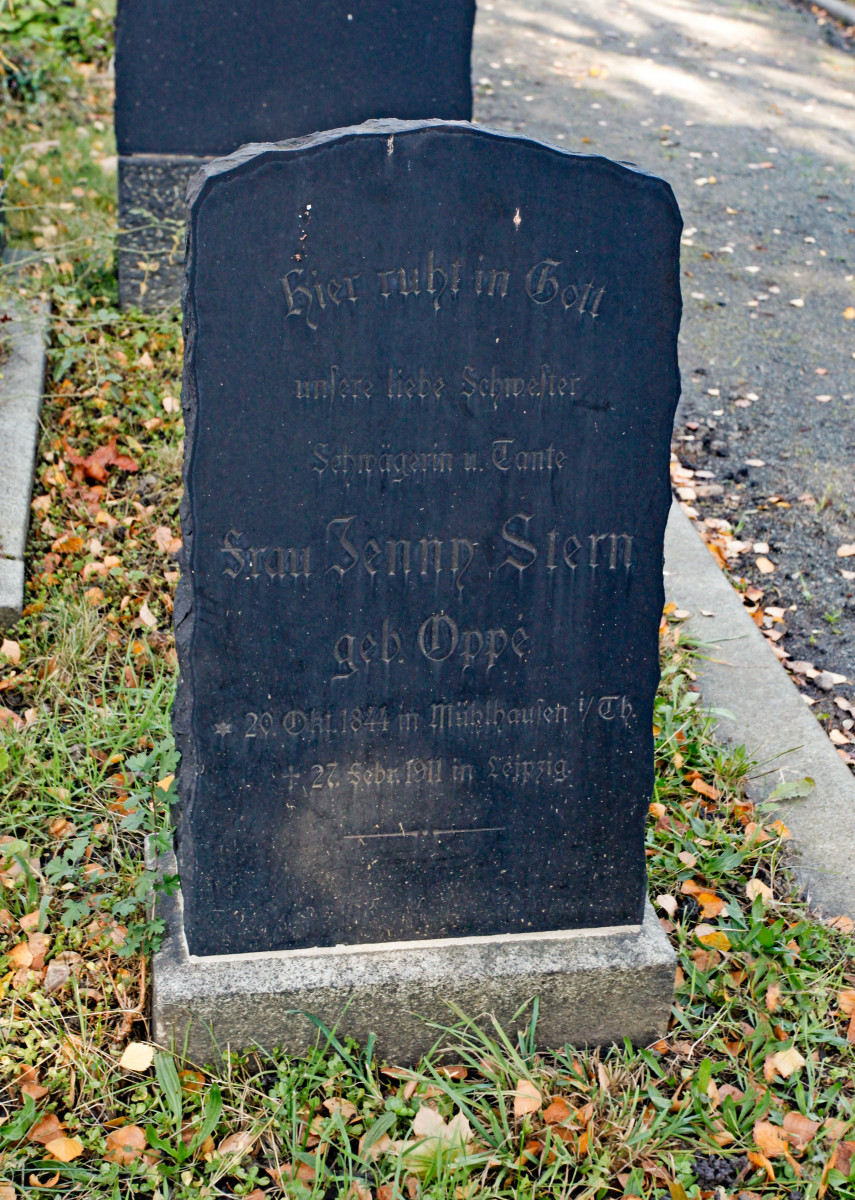 Hier ruht in Gott
unsere liebe Schwester
Schwägerin u. Tante
Frau Jenny Stern
geb. Oppé
* 29. Okt. 1844 in Mühlhausen i/Th.
† 27. Febr. 1911 in Leipzig.